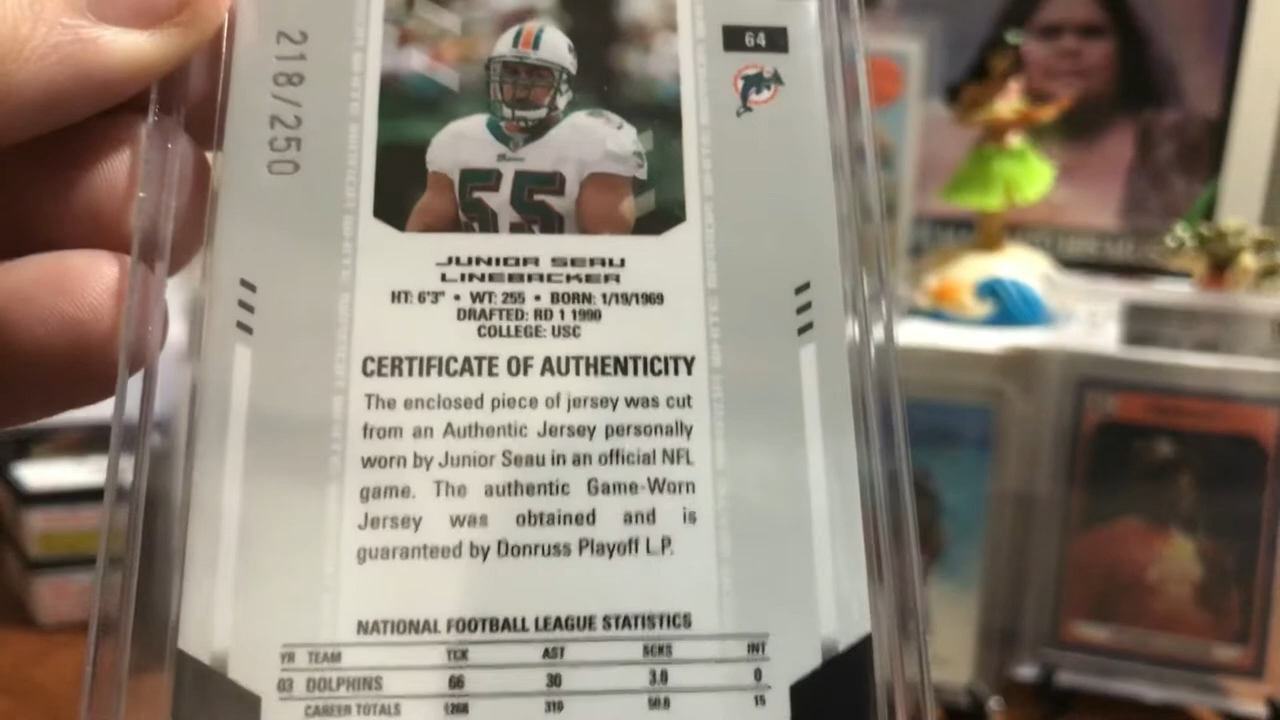 218/250
64
55
JUNIOR SEAU
LINEBACKER
HT: 6'3" • WT: 255 • BORN: 1/19/1969
DRAFTED: RD 1 1990
COLLEGE: USC
CERTIFICATE OF AUTHENTICITY
The enclosed piece of jersey was cut
from an Authentic Jersey personally
worn by Junior Seau in an official NFL
game. The authentic Game-Worn
Jersey was obtained and is
guaranteed by Donruss Playoff L.P.
NATIONAL FOOTBALL LEAGUE STATISTICS
YR TEAM TCK AST SCKS INT
03 DOLPHINS 66 30 3.0 0
CAREER TOTALS 310 15